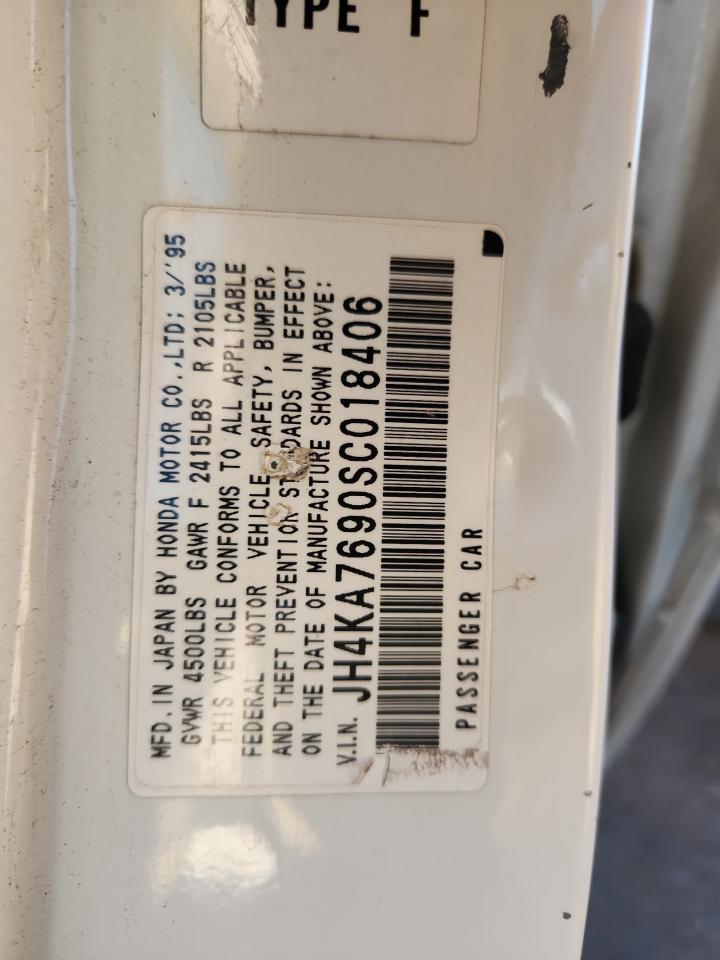 TYPE F
MFD. IN JAPAN BY HONDA MOTOR CO.,LTD; 3/'95
GVWR 4500LBS GAWR F 2415LBS R 2105LBS
THIS VEHICLE CONFORMS TO ALL APPLICABLE
FEDERAL MOTOR VEHICLE SAFETY, BUMPER,
AND THEFT PREVENTION STANDARDS IN EFFECT
ON THE DATE OF MANUFACTURE SHOWN ABOVE:
V.I.N. JH4KA7690SC018406
PASSENGER CAR